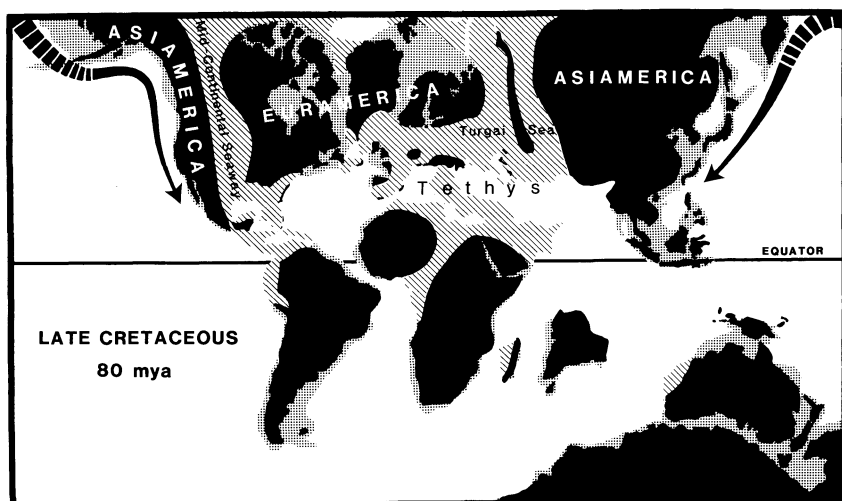 ASIAMERICA
Mid-Continental Seaway
EURAMERICA
Turgai Sea
Tethys
ASIAMERICA
EQUATOR
LATE CRETACEOUS
80 mya